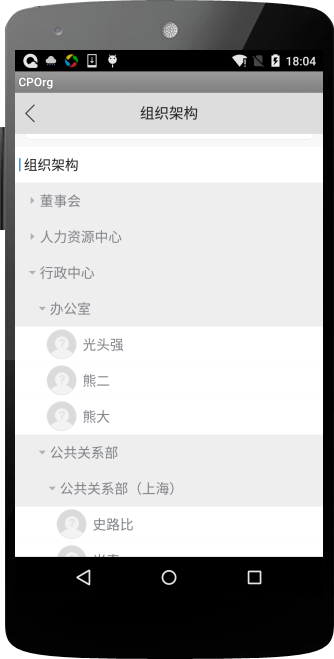 18:04
CPOrg
组织架构
组织架构
董事会
人力资源中心
行政中心
办公室
光头强
熊二
熊大
公共关系部
公共关系部（上海）
史路比